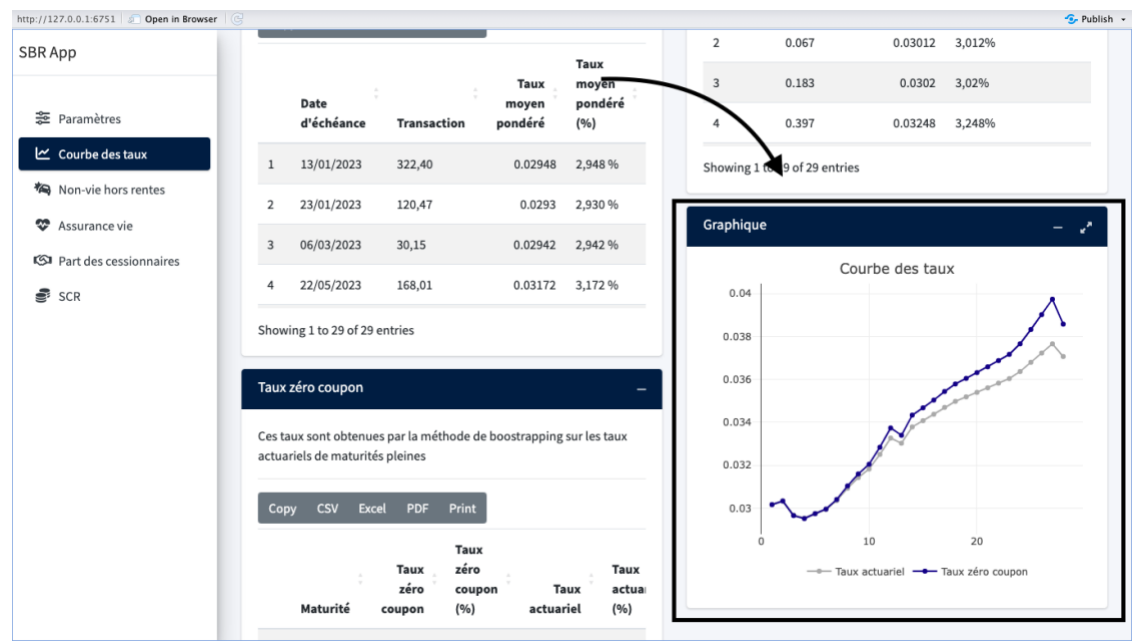 http://127.0.0.1:6751 Open in Browser Publish
SBR App
Paramètres
Courbe des taux
Non-vie hors rentes
Assurance vie
Part des cessionnaires
SCR
Date d'échéance Transaction Taux moyen pondéré Taux moyen pondéré (%)
1 13/01/2023 322,40 0.02948 2,948 %
2 23/01/2023 120,47 0.0293 2,930 %
3 06/03/2023 30,15 0.02942 2,942 %
4 22/05/2023 168,01 0.03172 3,172 %
Showing 1 to 29 of 29 entries
Taux zéro coupon
Ces taux sont obtenues par la méthode de boostrapping sur les taux
actuariels de maturités pleines
Copy CSV Excel PDF Print
Maturité Taux zéro coupon Taux zéro coupon (%) Taux actuariel Taux actuai (%)
2 0.067 0.03012 3,012%
3 0.183 0.0302 3,02%
4 0.397 0.03248 3,248%
Showing 1 to 29 of 29 entries
Graphique
Courbe des taux
0.04
0.038
0.036
0.034
0.032
0.03
0 10 20
Taux actuariel Taux zéro coupon